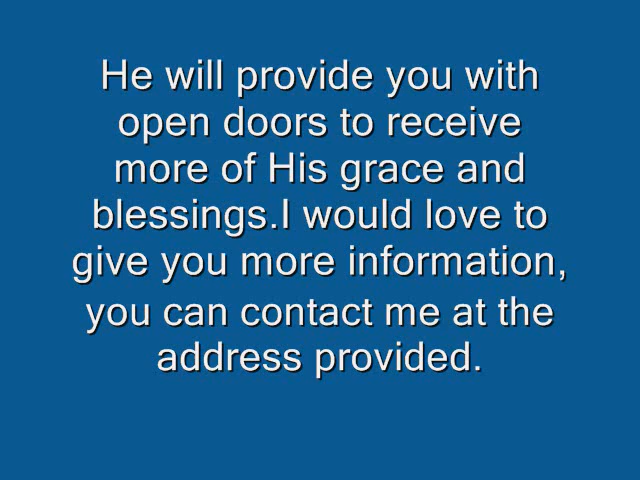 He will provide you with
open doors to receive
more of His grace and
blessings.I would love to
give you more information,
you can contact me at the
address provided.